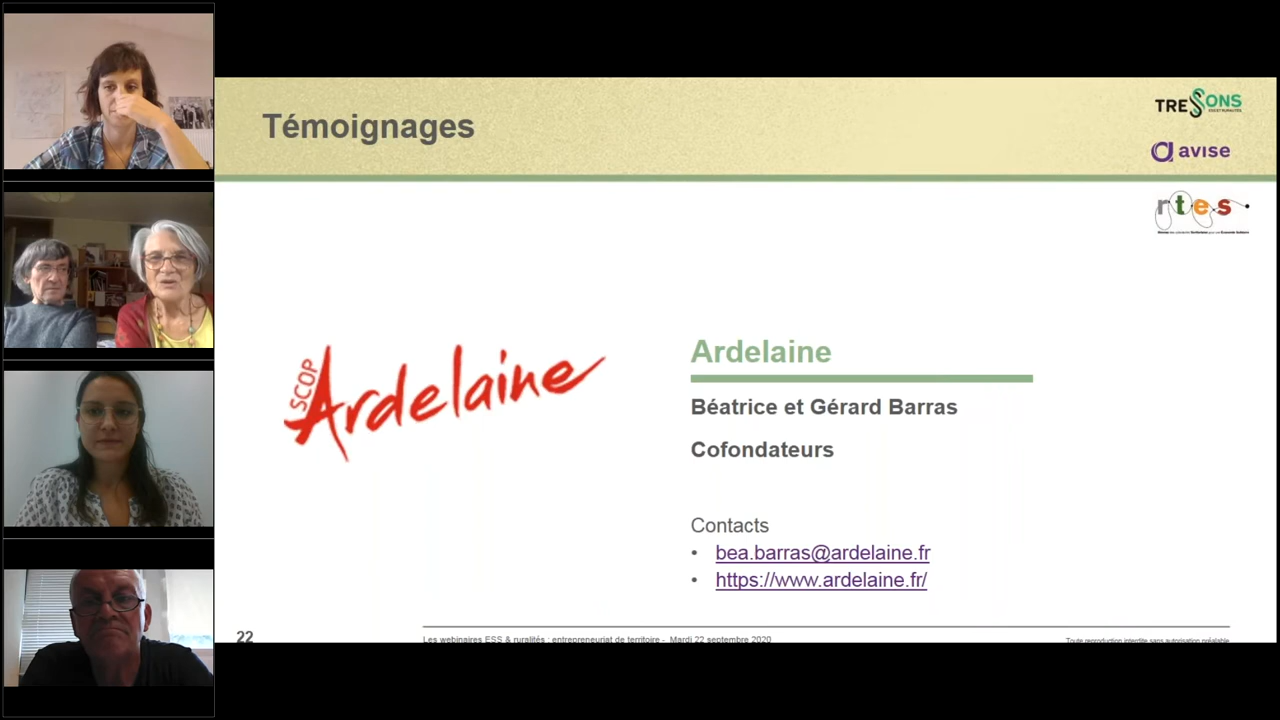 Témoignages
TRESSONS
avise
rtes
SCOP
Ardelaine
Ardelaine
Béatrice et Gérard Barras
Cofondateurs
Contacts
• bea.barras@ardelaine.fr
• https://www.ardelaine.fr/
22
Les webinaires ESS & ruralités : entrepreneuriat de territoire - Mardi 22 septembre 2020
Toute reproduction interdite sans autorisation préalable